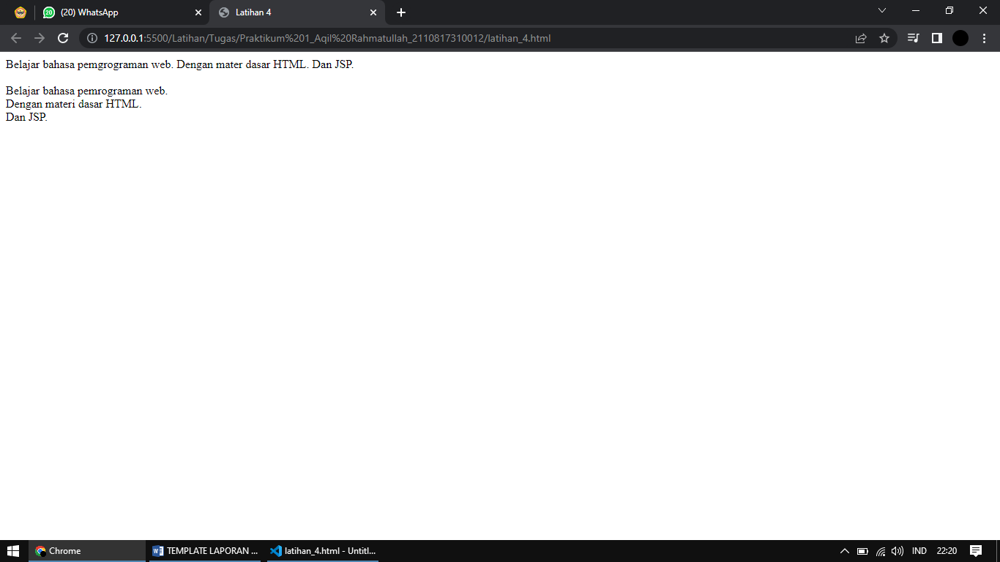 (20) WhatsApp
Latihan 4
127.0.0.1:5500/Latihan/Tugas/Praktikum%201_Aqil%20Rahmatullah_2110817310012/latihan_4.html
Belajar bahasa pemgrograman web. Dengan mater dasar HTML. Dan JSP.
Belajar bahasa pemrograman web.
Dengan materi dasar HTML.
Dan JSP.
Chrome
TEMPLATE LAPORAN ...
latihan_4.html - Untitl...
IND
22:20